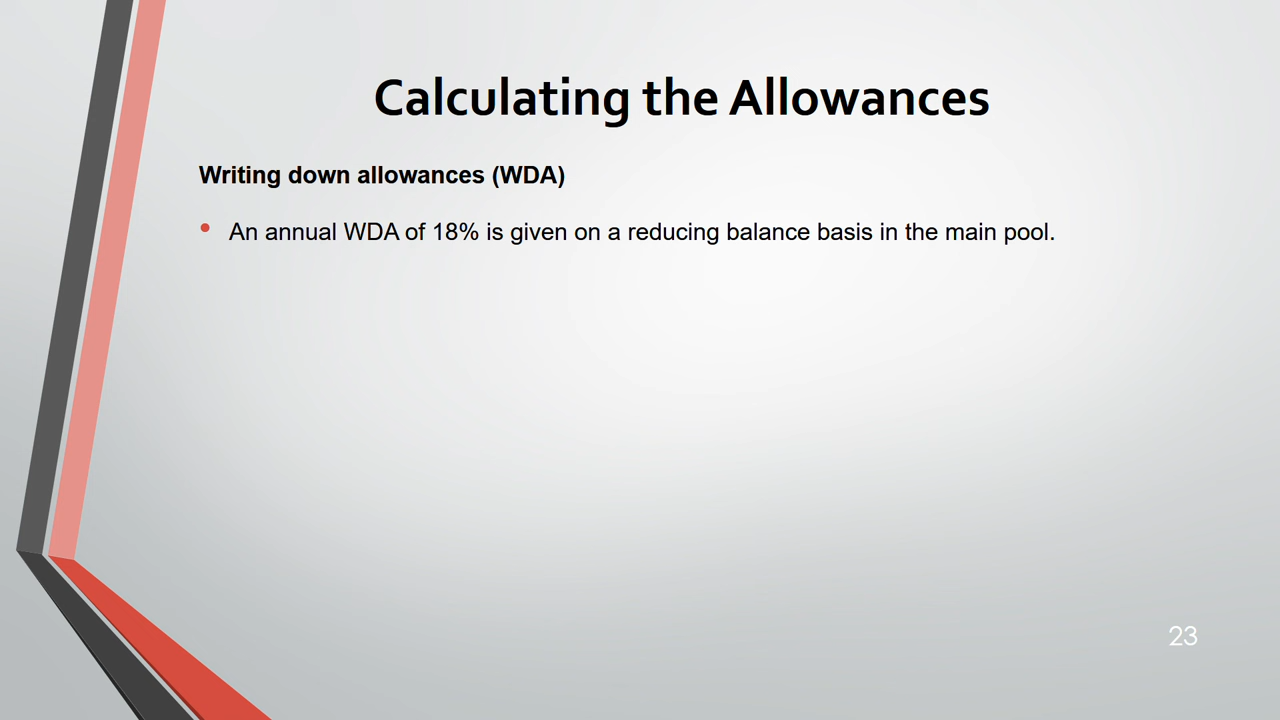 Calculating the Allowances
Writing down allowances (WDA)
• An annual WDA of 18% is given on a reducing balance basis in the main pool.
23